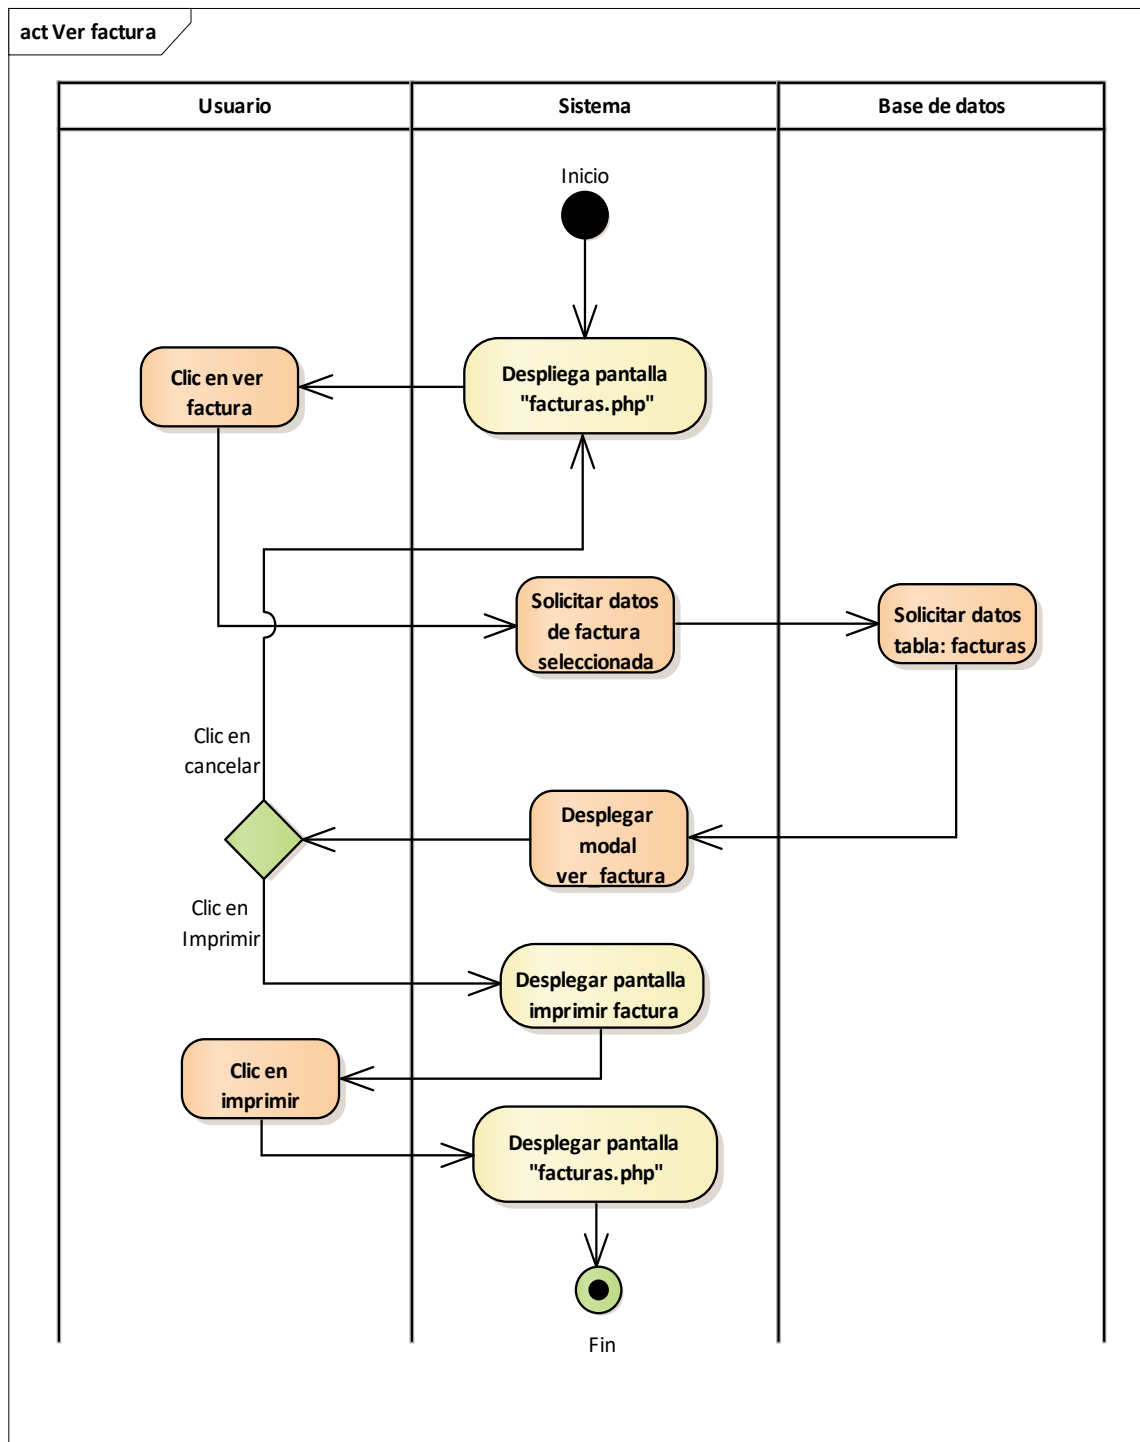 act Ver factura
Usuario
Sistema
Base de datos
Inicio
Clic en ver
factura
Despliega pantalla
"facturas.php"
Solicitar datos
de factura
seleccionada
Solicitar datos
tabla: facturas
Clic en
cancelar
Desplegar
modal
ver_factura
Clic en
Imprimir
Desplegar pantalla
imprimir factura
Clic en
imprimir
Desplegar pantalla
"facturas.php"
Fin